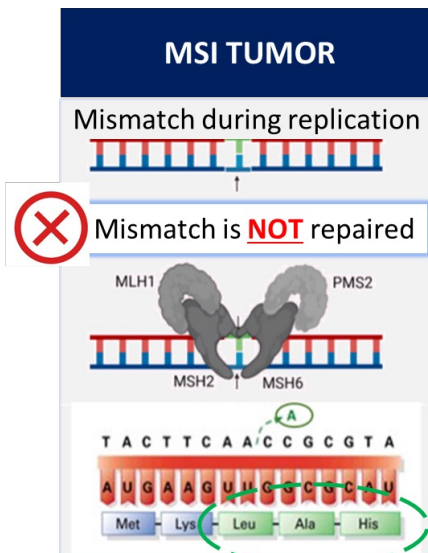 MSI TUMOR
Mismatch during replication
Mismatch is NOT repaired
MLH1 PMS2
MSH2 MSH6
A
T A C T T C A A C C G C G T A
A U G A A G U U G G C G C A U
Met Lys Leu Ala His